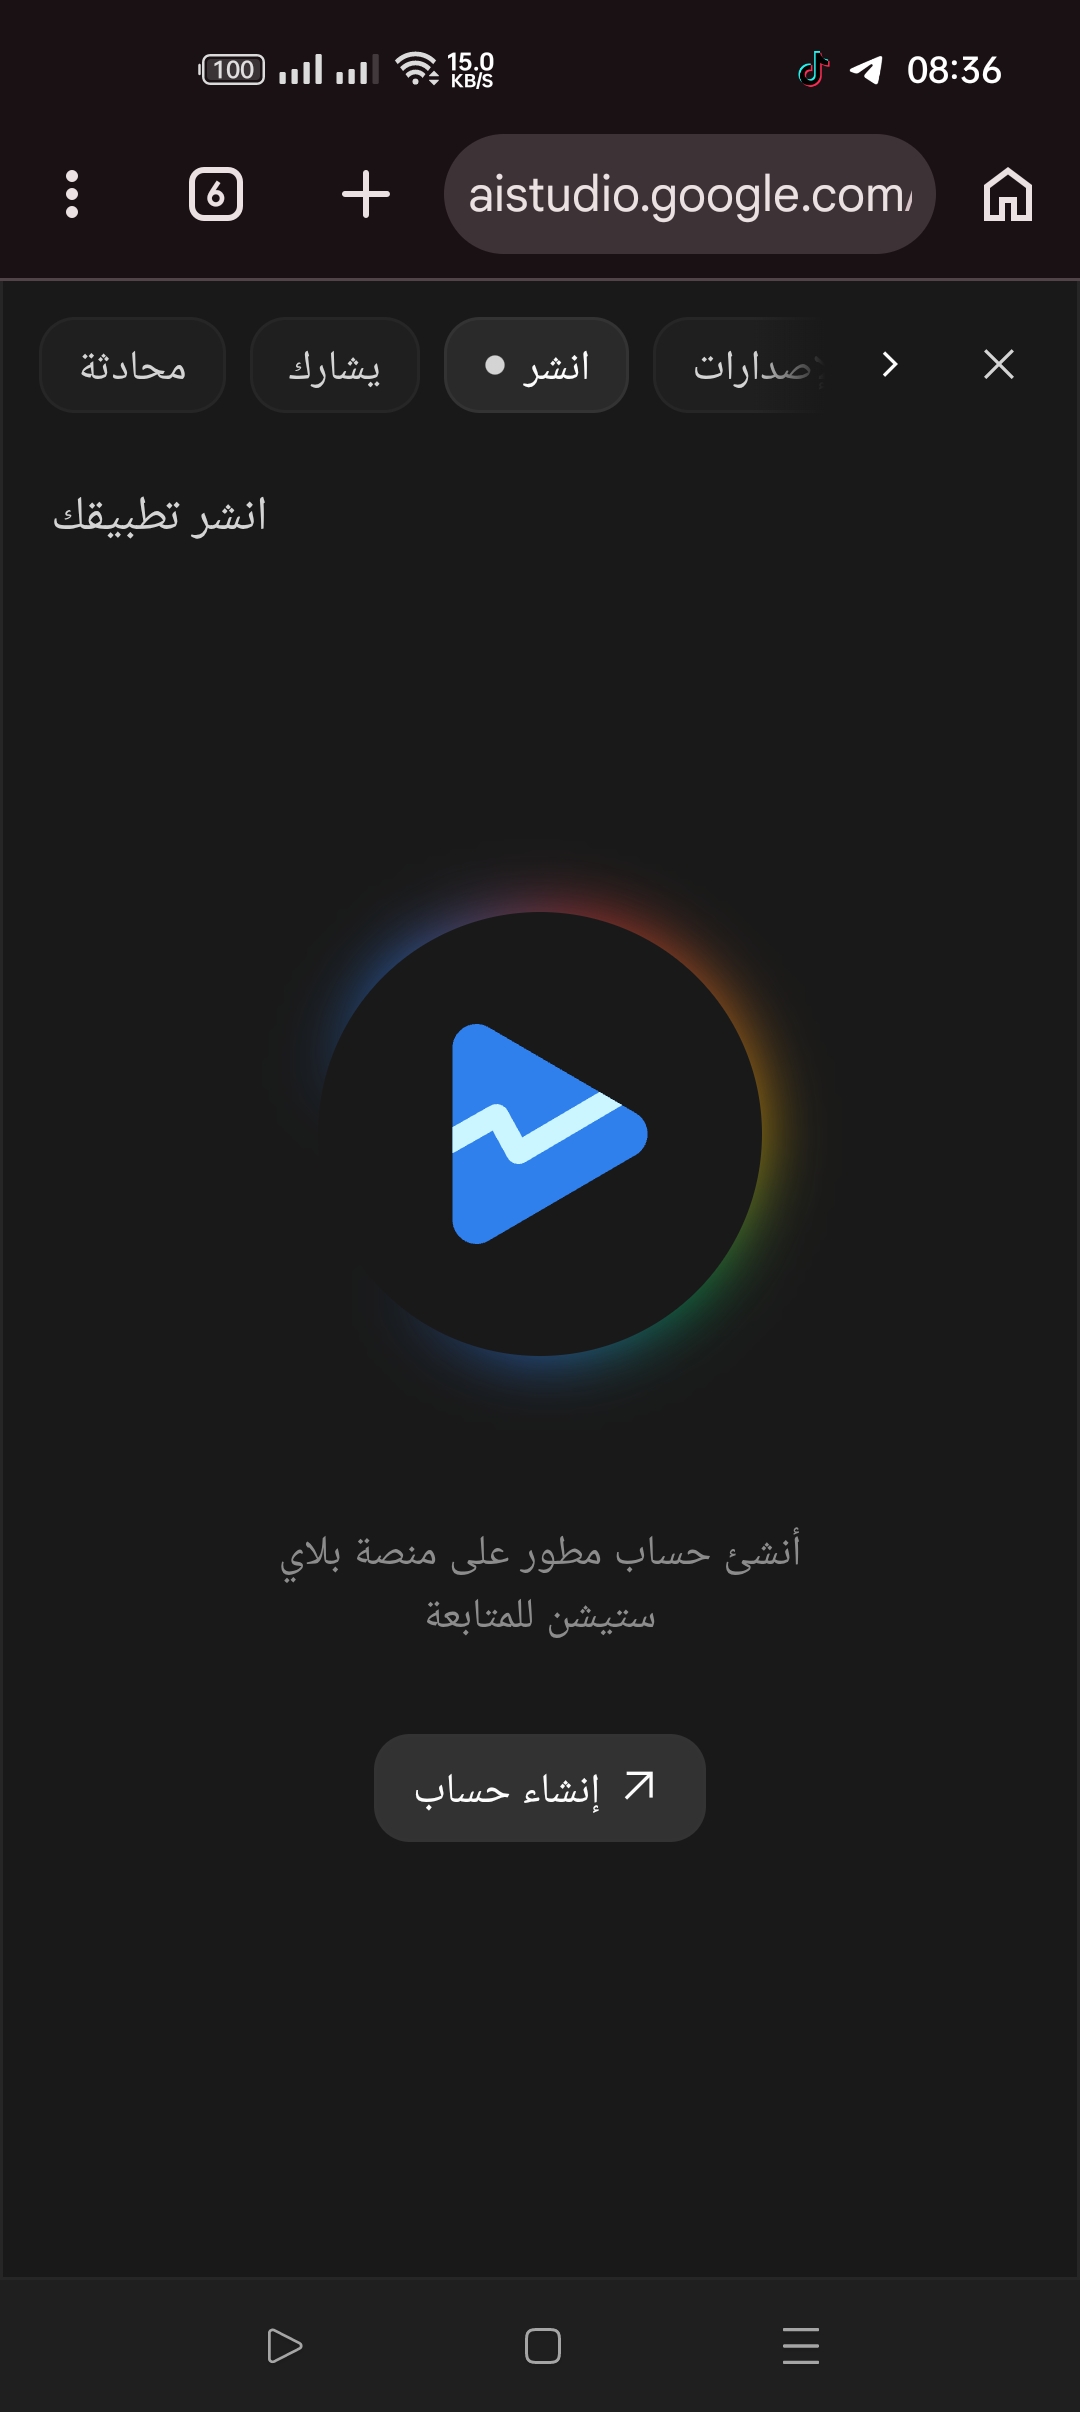 100
15.0
KB/S
08:36
6
aistudio.google.com/
محادثة
يشارك
انشر
انشر تطبيقك
أنشئ حساب مطور على منصة بلاي
ستيشن للمتابعة
إنشاء حساب